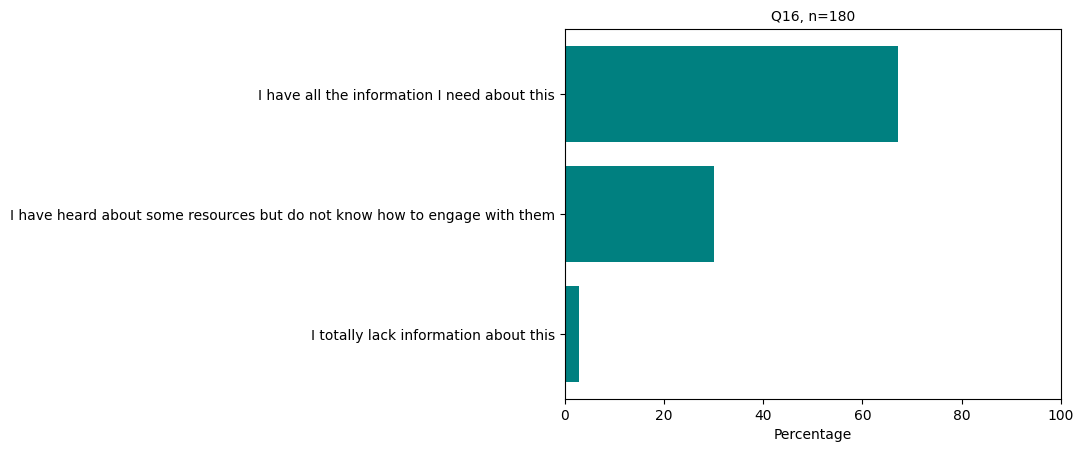 Q16, n=180
I have all the information I need about this
I have heard about some resources but do not know how to engage with them
I totally lack information about this
0 20 40 60 80 100
Percentage